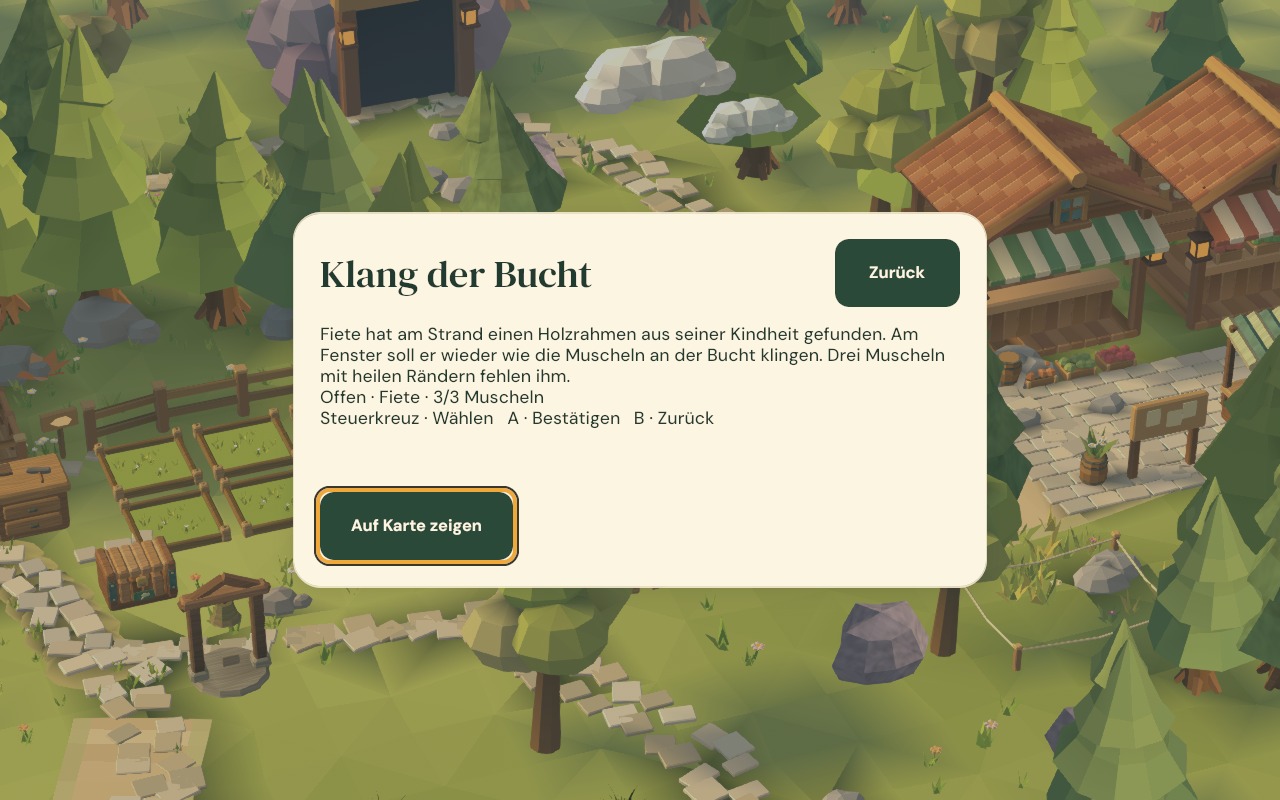 Klang der Bucht
Zurück
Fiete hat am Strand einen Holzrahmen aus seiner Kindheit gefunden. Am
Fenster soll er wieder wie die Muscheln an der Bucht klingen. Drei Muscheln
mit heilen Rändern fehlen ihm.
Offen · Fiete · 3/3 Muscheln
Steuerkreuz · Wählen A · Bestätigen B · Zurück
Auf Karte zeigen